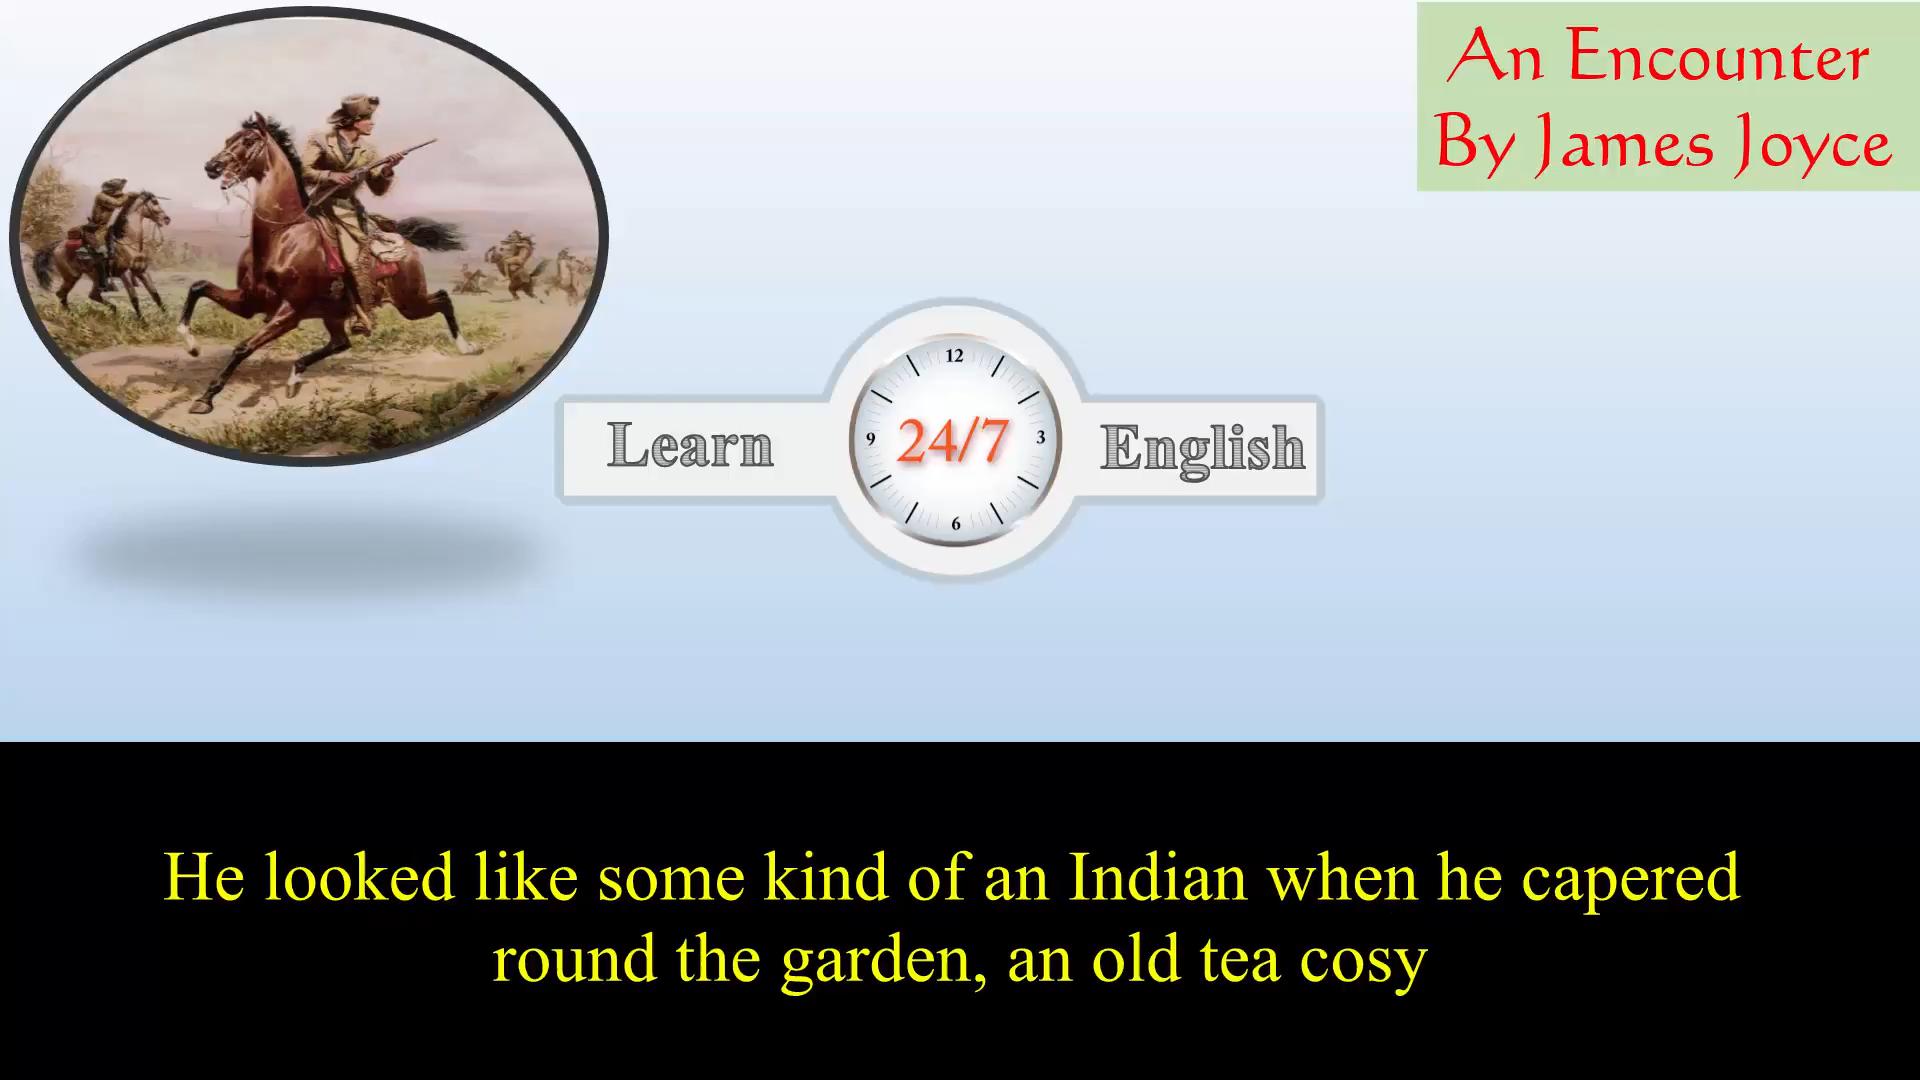 An Encounter
By James Joyce
12
Learn
9
24/7
3
English
6
He looked like some kind of an Indian when he capered
round the garden, an old tea cosy